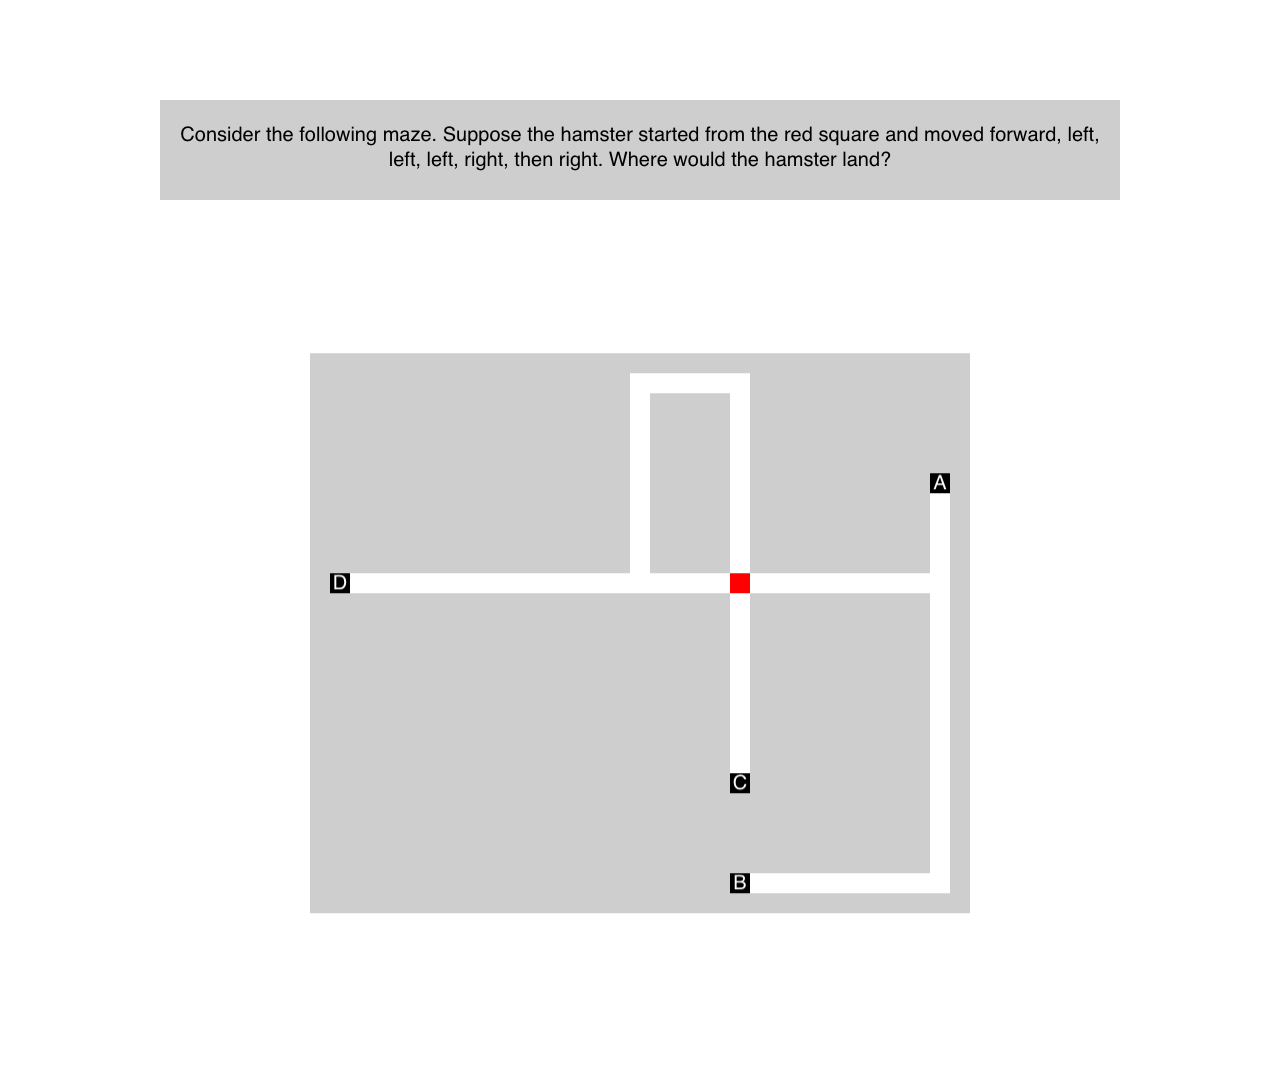 Consider the following maze. Suppose the hamster started from the red square and moved forward, left,
left, left, right, then right. Where would the hamster land?
A
D
C
B